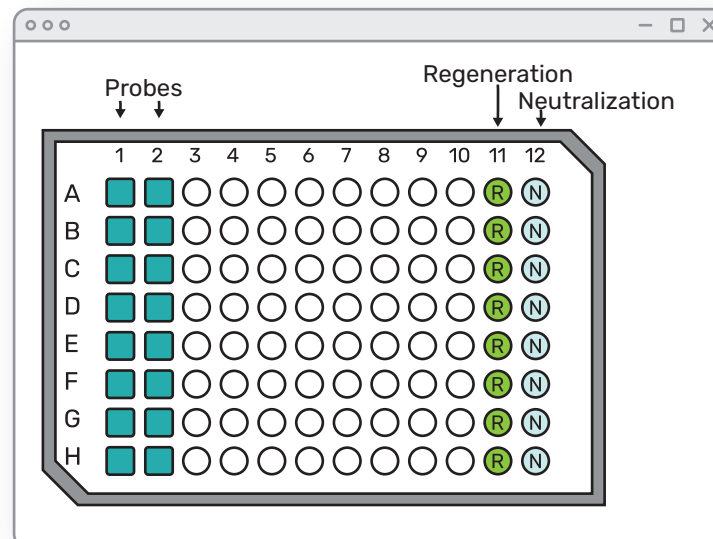 Probes
Regeneration
Neutralization
1 2 3 4 5 6 7 8 9 10 11 12
A R N
B R N
C R N
D R N
E R N
F R N
G R N
H R N